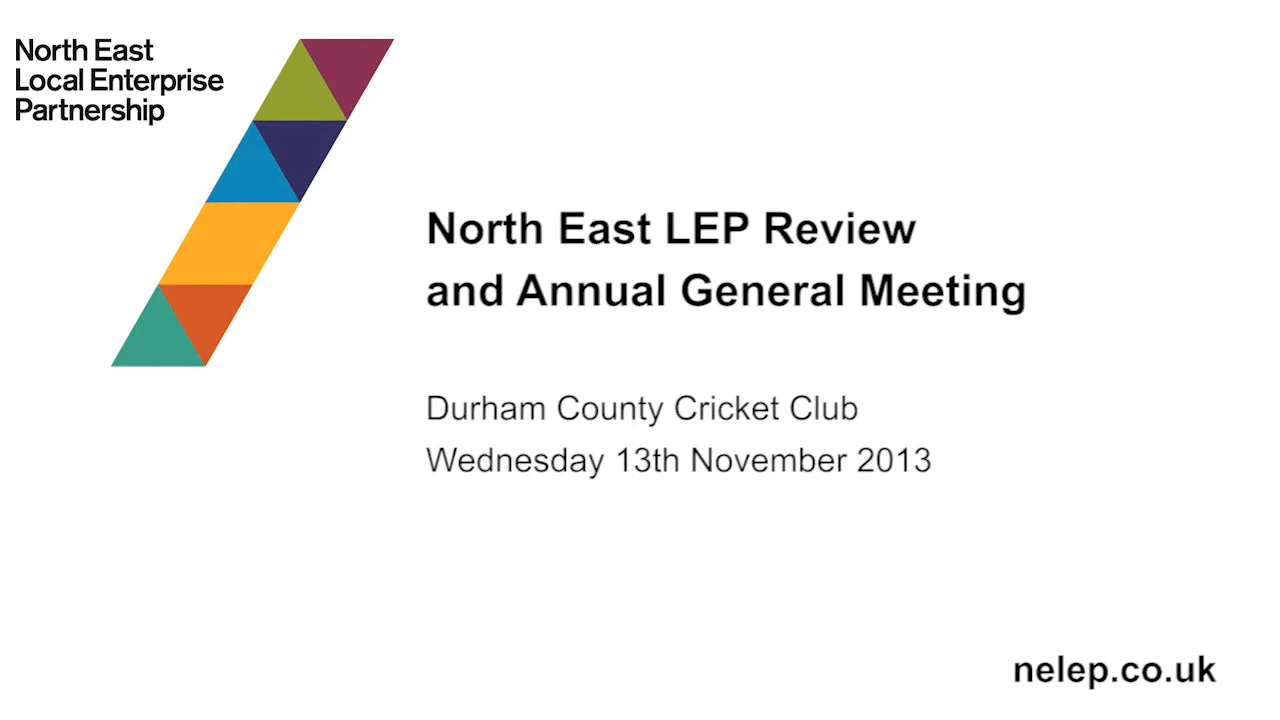 North East
Local Enterprise
Partnership
North East LEP Review
and Annual General Meeting
Durham County Cricket Club
Wednesday 13th November 2013
nelep.co.uk